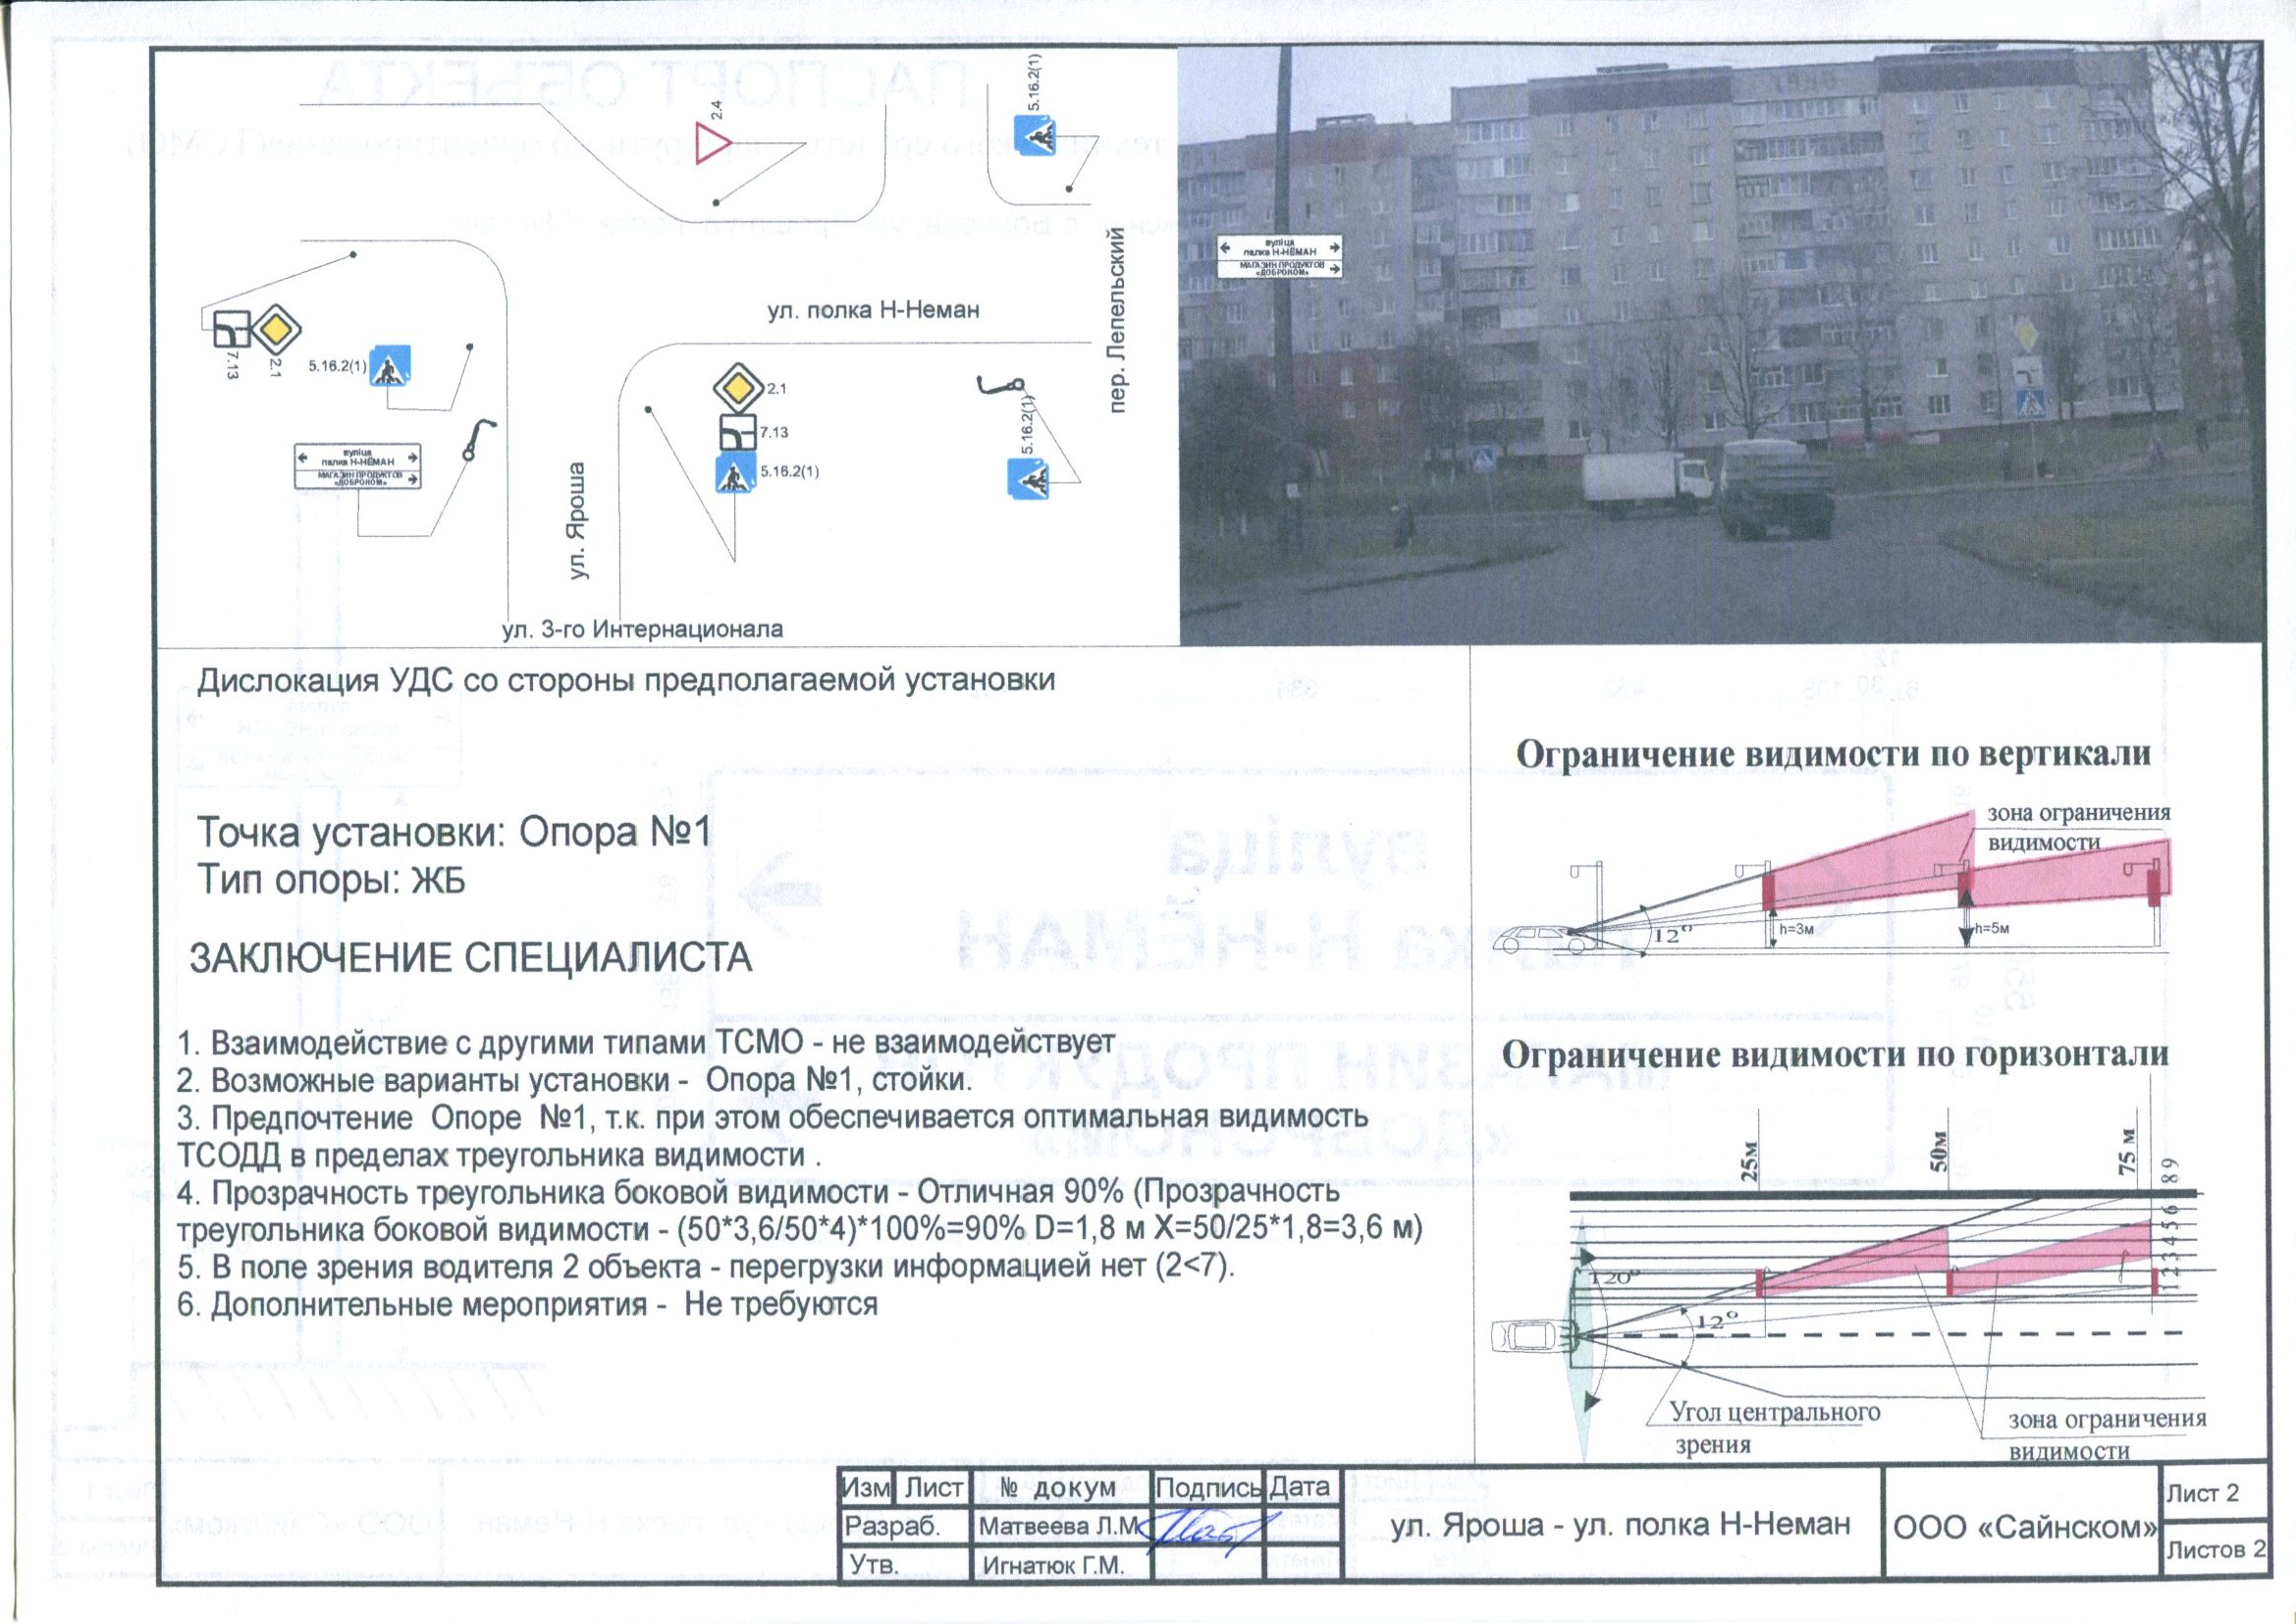 2.4
5.16.2(1)
ул. полка Н-Неман
пер. Лепельский
7.13
2.1
5.16.2(1)
2.1
7.13
5.16.2(1)
5.16.2(1)
вуліца
палка Н-НЁМАН
МАГАЗИН ПРОДУКТОВ
«ДОБРОНОМ»
ул. Яроша
ул. 3-го Интернационала
вуліца
палка Н-НЁМАН
МАГАЗИН ПРОДУКТОВ
«ДОБРОНОМ»
Дислокация УДС со стороны предполагаемой установки
Точка установки: Опора №1
Тип опоры: ЖБ
ЗАКЛЮЧЕНИЕ СПЕЦИАЛИСТА
1. Взаимодействие с другими типами ТСМО - не взаимодействует
2. Возможные варианты установки - Опора №1, стойки.
3. Предпочтение Опоре №1, т.к. при этом обеспечивается оптимальная видимость
ТСОДД в пределах треугольника видимости .
4. Прозрачность треугольника боковой видимости - Отличная 90% (Прозрачность
треугольника боковой видимости - (50*3,6/50*4)*100%=90% D=1,8 м X=50/25*1,8=3,6 м)
5. В поле зрения водителя 2 объекта - перегрузки информацией нет (2<7).
6. Дополнительные мероприятия - Не требуются
Ограничение видимости по вертикали
зона ограничения
видимости
12°
h=3м
h=5м
Ограничение видимости по горизонтали
25м
50м
75 м
1 2 3 4 5 6 8 9
120°
12°
Угол центрального
зрения
зона ограничения
видимости
Изм Лист № докум Подпись Дата
Разраб. Матвеева Л.М.
Утв. Игнатюк Г.М.
ул. Яроша - ул. полка Н-Неман
ООО «Сайнском»
Лист 2
Листов 2